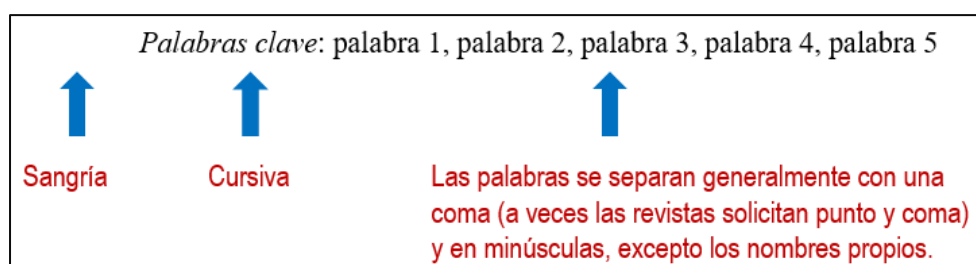 Palabras clave: palabra 1, palabra 2, palabra 3, palabra 4, palabra 5
Sangría
Cursiva
Las palabras se separan generalmente con una
coma (a veces las revistas solicitan punto y coma)
y en minúsculas, excepto los nombres propios.